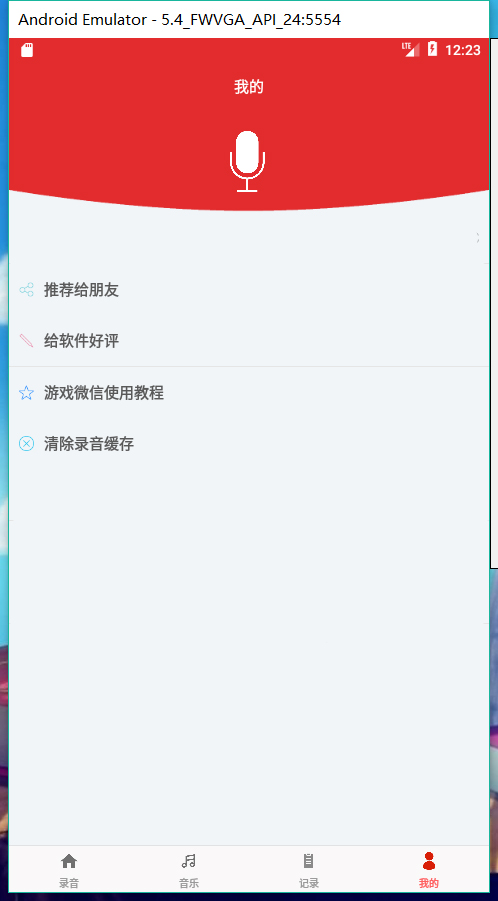 Android Emulator - 5.4_FWVGA_API_24:5554
LTE 12:23
我的
推荐给朋友
给软件好评
游戏微信使用教程
清除录音缓存
录音 音乐 记录 我的